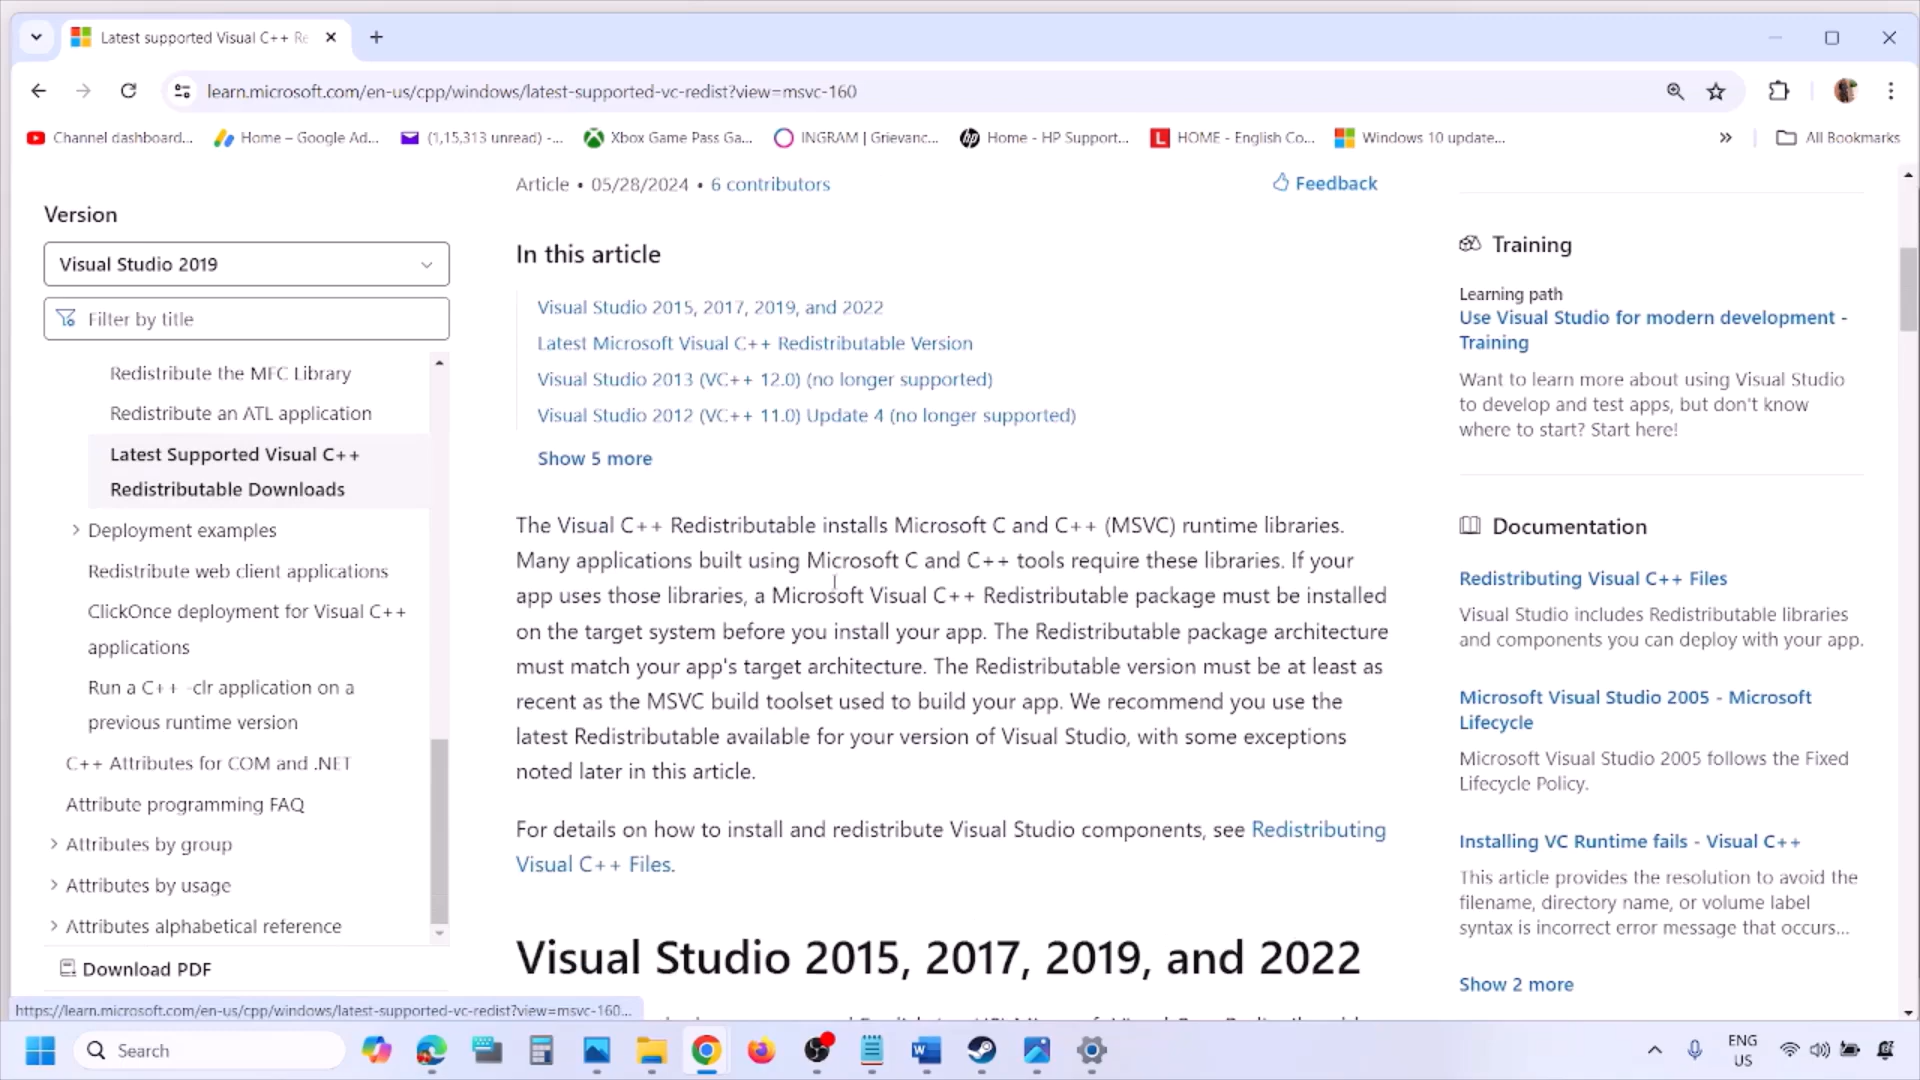 Latest supported Visual C++ Re
learn.microsoft.com/en-us/cpp/windows/latest-supported-vc-redist?view=msvc-160
Channel dashboard... Home – Google Ad... (1,15,313 unread) -... Xbox Game Pass Ga... INGRAM | Grievanc... Home - HP Support... HOME - English Co... Windows 10 update... » All Bookmarks
Version
Visual Studio 2019
Filter by title
Redistribute the MFC Library
Redistribute an ATL application
Latest Supported Visual C++
Redistributable Downloads
Deployment examples
Redistribute web client applications
ClickOnce deployment for Visual C++
applications
Run a C++ -clr application on a
previous runtime version
C++ Attributes for COM and .NET
Attribute programming FAQ
Attributes by group
Attributes by usage
Attributes alphabetical reference
Download PDF
Article • 05/28/2024 • 6 contributors
Feedback
In this article
Visual Studio 2015, 2017, 2019, and 2022
Latest Microsoft Visual C++ Redistributable Version
Visual Studio 2013 (VC++ 12.0) (no longer supported)
Visual Studio 2012 (VC++ 11.0) Update 4 (no longer supported)
Show 5 more
The Visual C++ Redistributable installs Microsoft C and C++ (MSVC) runtime libraries.
Many applications built using Microsoft C and C++ tools require these libraries. If your
app uses those libraries, a Microsoft Visual C++ Redistributable package must be installed
on the target system before you install your app. The Redistributable package architecture
must match your app's target architecture. The Redistributable version must be at least as
recent as the MSVC build toolset used to build your app. We recommend you use the
latest Redistributable available for your version of Visual Studio, with some exceptions
noted later in this article.
For details on how to install and redistribute Visual Studio components, see Redistributing
Visual C++ Files.
Visual Studio 2015, 2017, 2019, and 2022
Training
Learning path
Use Visual Studio for modern development -
Training
Want to learn more about using Visual Studio
to develop and test apps, but don't know
where to start? Start here!
Documentation
Redistributing Visual C++ Files
Visual Studio includes Redistributable libraries
and components you can deploy with your app.
Microsoft Visual Studio 2005 - Microsoft
Lifecycle
Microsoft Visual Studio 2005 follows the Fixed
Lifecycle Policy.
Installing VC Runtime fails - Visual C++
This article provides the resolution to avoid the
filename, directory name, or volume label
syntax is incorrect error message that occurs...
Show 2 more
https://learn.microsoft.com/en-us/cpp/windows/latest-supported-vc-redist?view=msvc-160...
Search
ENG
US